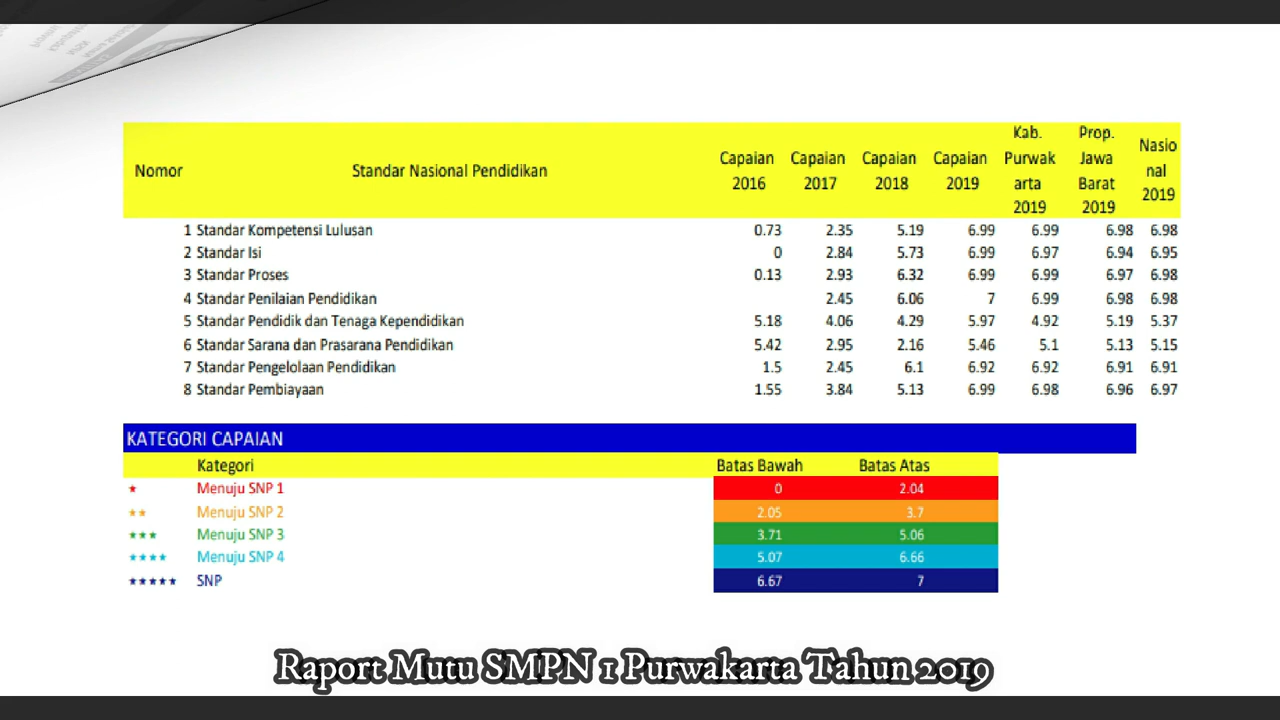 Nomor Standar Nasional Pendidikan Capaian 2016 Capaian 2017 Capaian 2018 Capaian 2019 Kab. Purwak arta 2019 Prop. Jawa Barat 2019 Nasio nal 2019
1 Standar Kompetensi Lulusan 0.73 2.35 5.19 6.99 6.99 6.98 6.98
2 Standar Isi 0 2.84 5.73 6.99 6.97 6.94 6.95
3 Standar Proses 0.13 2.93 6.32 6.99 6.99 6.97 6.98
4 Standar Penilaian Pendidikan 2.45 6.06 7 6.99 6.98 6.98
5 Standar Pendidik dan Tenaga Kependidikan 5.18 4.06 4.29 5.97 4.92 5.19 5.37
6 Standar Sarana dan Prasarana Pendidikan 5.42 2.95 2.16 5.46 5.1 5.13 5.15
7 Standar Pengelolaan Pendidikan 1.5 2.45 6.1 6.92 6.92 6.91 6.91
8 Standar Pembiayaan 1.55 3.84 5.13 6.99 6.98 6.96 6.97
KATEGORI CAPAIAN
Kategori Batas Bawah Batas Atas
Menuju SNP 1 0 2.04
Menuju SNP 2 2.05 3.7
Menuju SNP 3 3.71 5.06
Menuju SNP 4 5.07 6.66
SNP 6.67 7
Raport Mutu SMPN 1 Purwakarta Tahun 2019